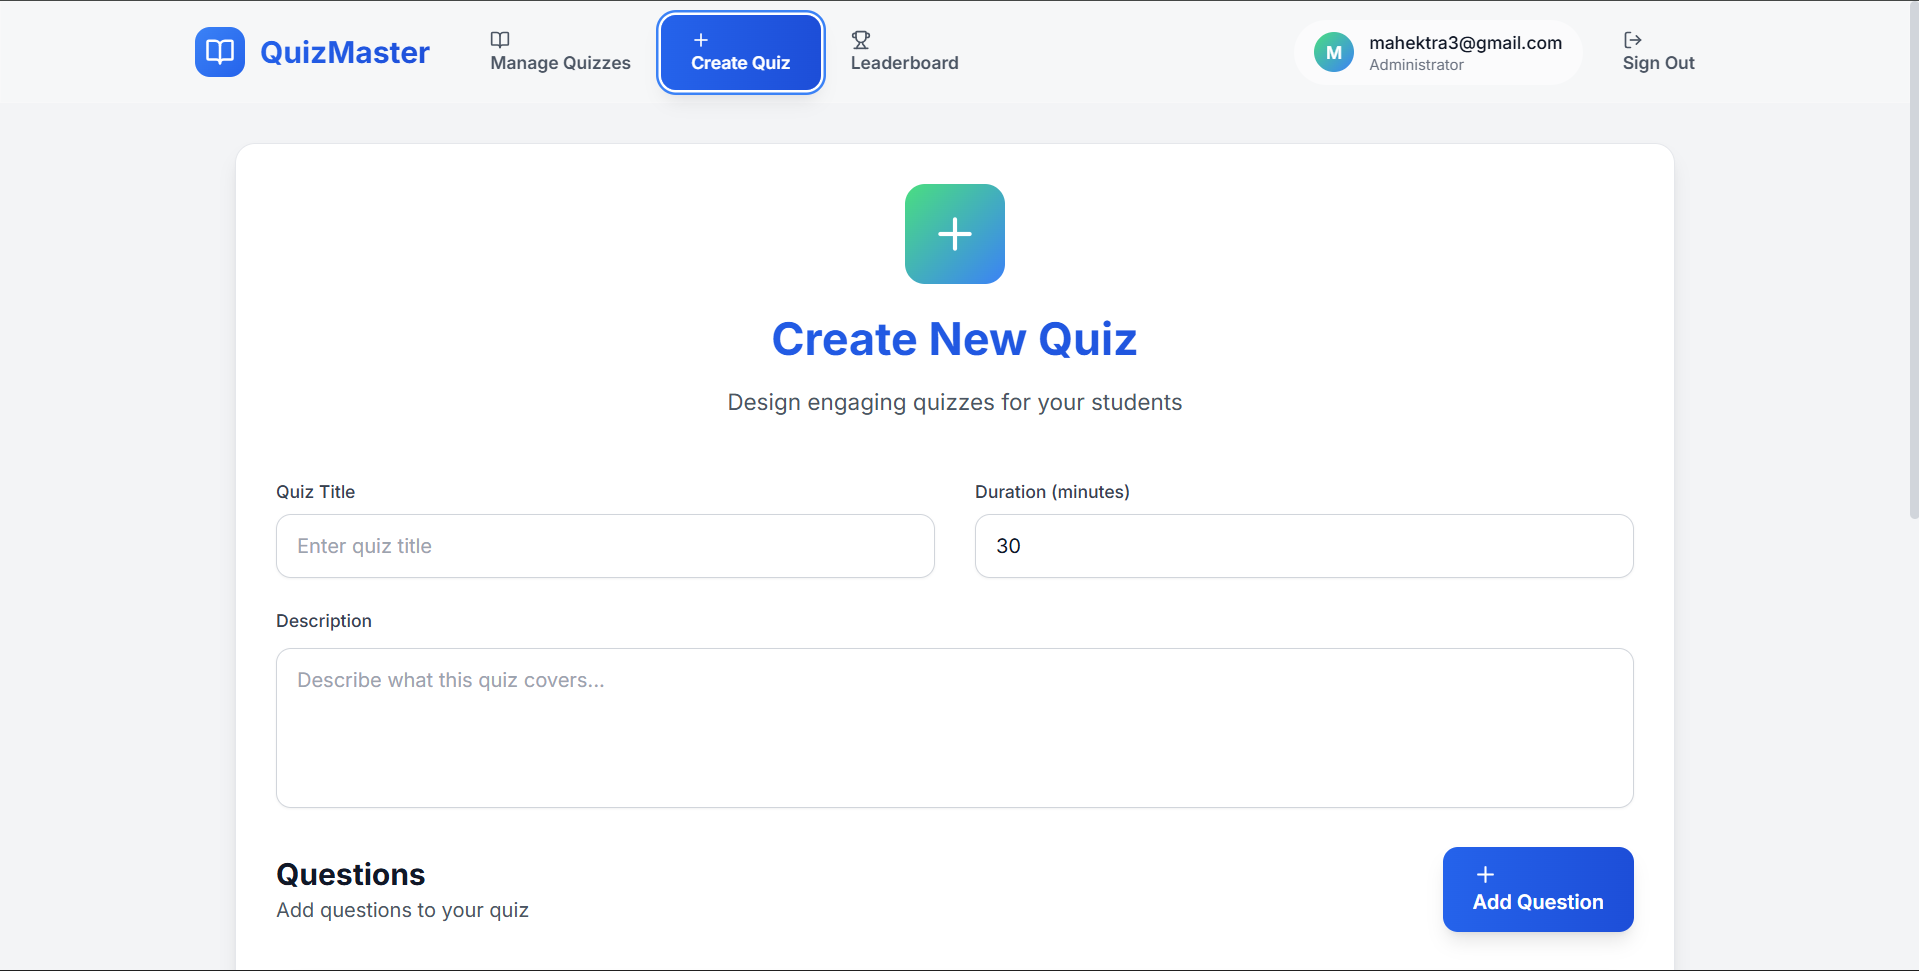 QuizMaster
Manage Quizzes
Create Quiz
Leaderboard
M
mahektra3@gmail.com
Administrator
Sign Out
Create New Quiz
Design engaging quizzes for your students
Quiz Title
Duration (minutes)
Enter quiz title
30
Description
Describe what this quiz covers...
Questions
Add questions to your quiz
Add Question